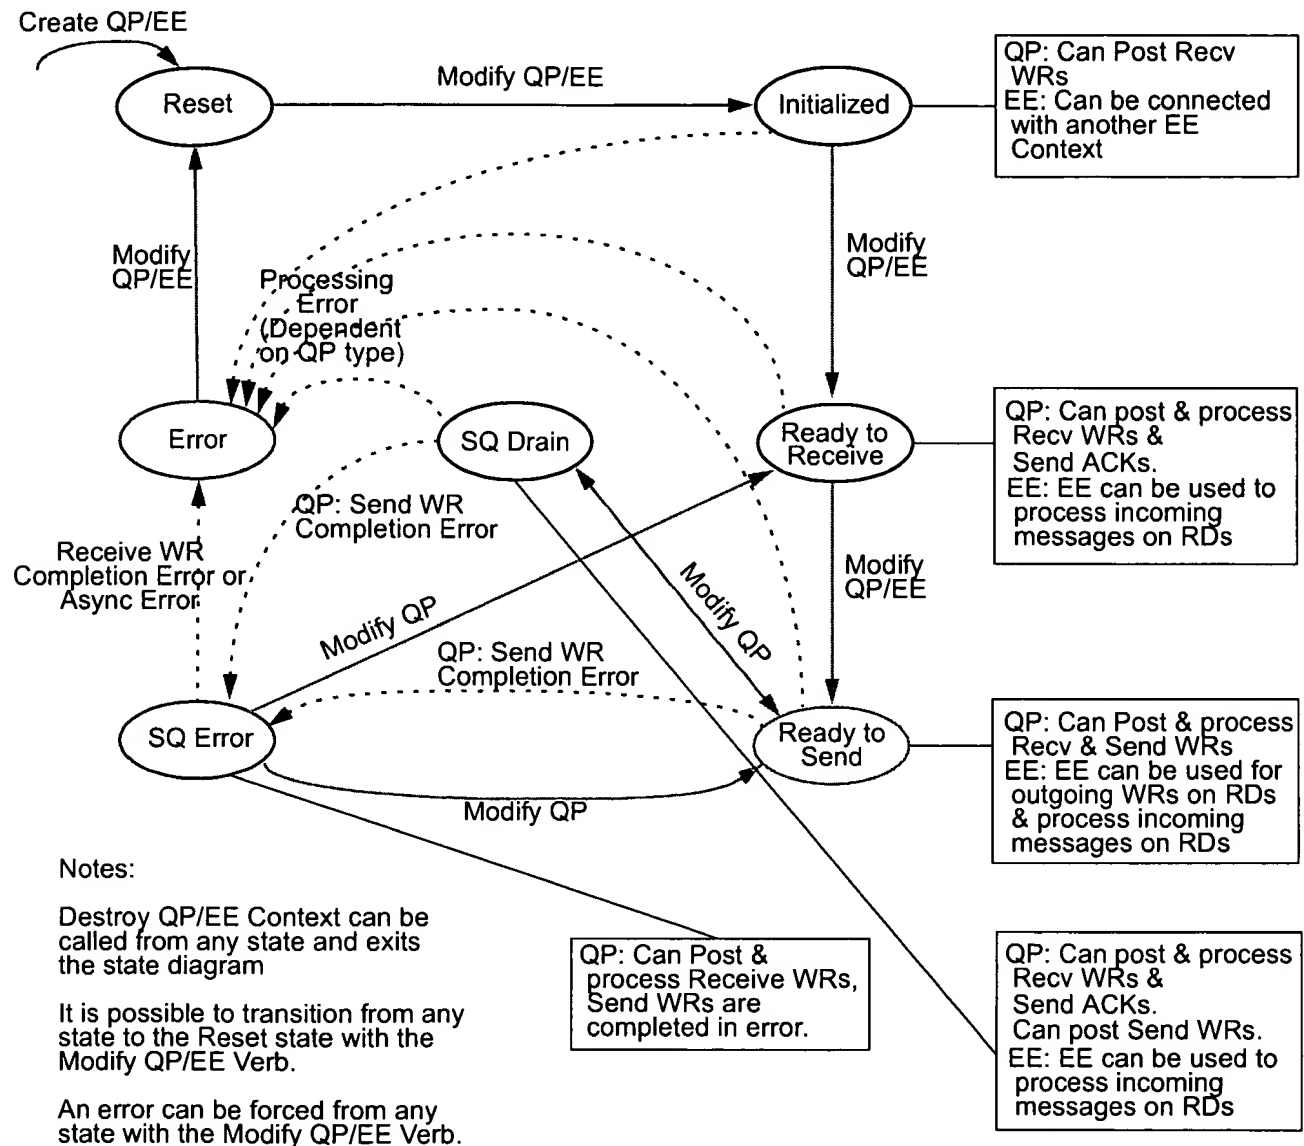 Create QP/EE
Reset
Modify QP/EE
Initialized
QP: Can Post Recv
WRs
EE: Can be connected
with another EE
Context
Modify
QP/EE
Processing
Error
(Dependent
on QP type)
Modify
QP/EE
Error
SQ Drain
Ready to
Receive
QP: Can post & process
Recv WRs &
Send ACKs.
EE: EE can be used to
process incoming
messages on RDs
QP: Send WR
Completion Error
Receive WR
Completion Error or
Async Error
Modify QP
Modify QP
Modify
QP/EE
QP: Send WR
Completion Error
SQ Error
Ready to
Send
QP: Can Post & process
Recv & Send WRs
EE: EE can be used for
outgoing WRs on RDs
& process incoming
messages on RDs
Modify QP
Notes:
Destroy QP/EE Context can be
called from any state and exits
the state diagram
It is possible to transition from any
state to the Reset state with the
Modify QP/EE Verb.
An error can be forced from any
state with the Modify QP/EE Verb.
QP: Can Post &
process Receive WRs,
Send WRs are
completed in error.
QP: Can post & process
Recv WRs &
Send ACKs.
Can post Send WRs.
EE: EE can be used to
process incoming
messages on RDs